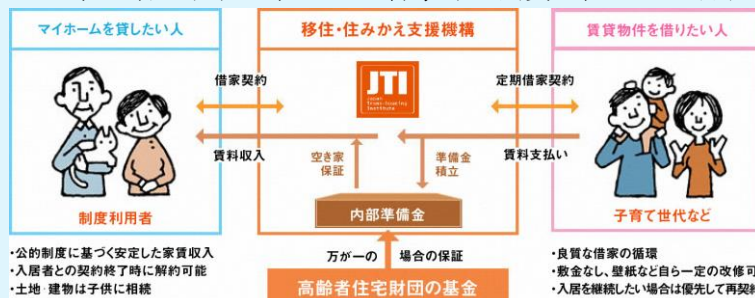 マイホームを貸したい人
移住・住みかえ支援機構
賃貸物件を借りたい人
借家契約
JTI
定期借家契約
賃料収入
空き家
保証
準備金
積立
賃料支払い
制度利用者
内部準備金
子育て世代など
・公的制度に基づく安定した家賃収入
・入居者との契約終了時に解約可能
・土地・建物は子供に相続
万が一の 場合の保証
高齢者住宅財団の基金
・良質な借家の循環
・敷金なし、壁紙など自ら一定の改修可
・入居を継続したい場合は優先して再契約